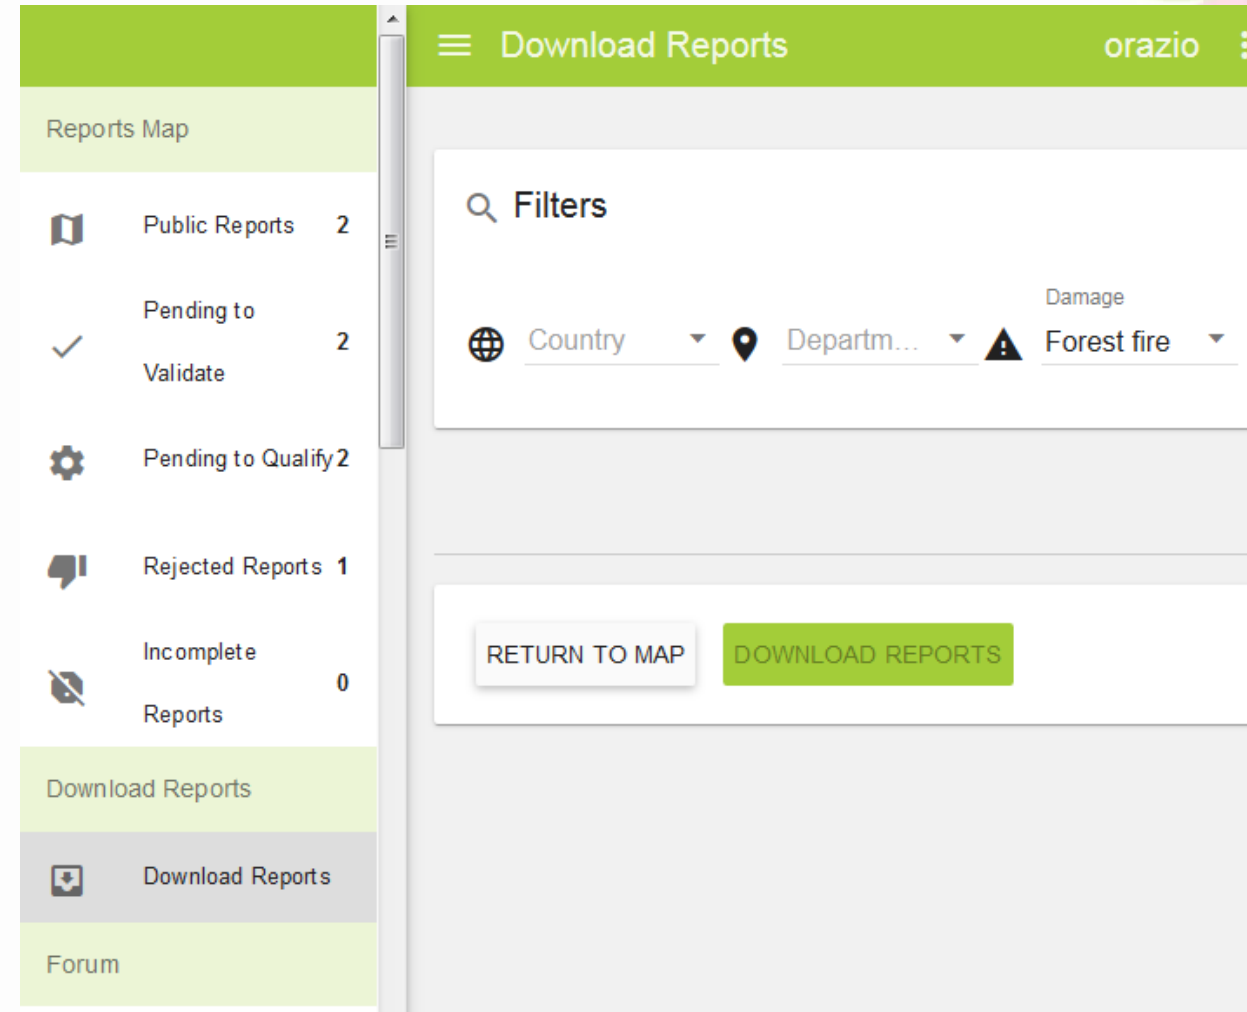 Download Reports
orazio
Reports Map
Public Reports 2
Pending to
Validate
2
Pending to Qualify 2
Rejected Reports 1
Incomplete
Reports
0
Download Reports
Download Reports
Forum
Filters
Country
Departm...
Damage
Forest fire
RETURN TO MAP
DOWNLOAD REPORTS